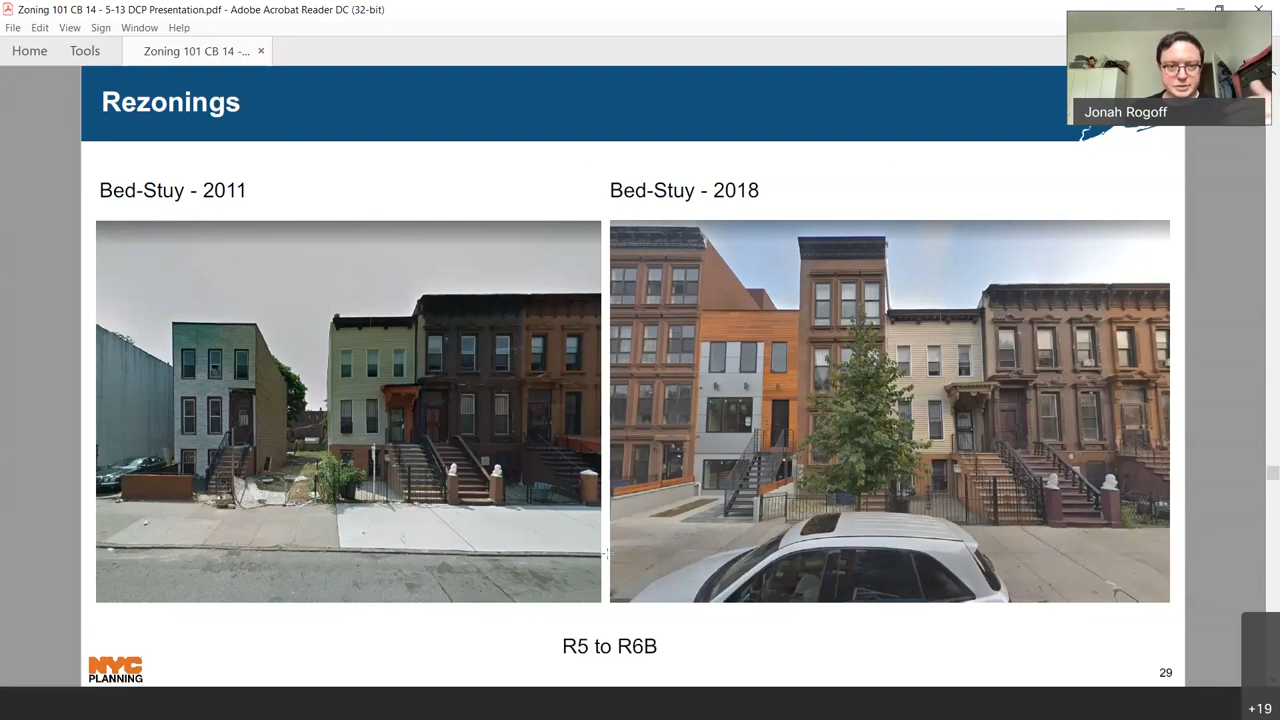 Zoning 101 CB 14 - 5-13 DCP Presentation.pdf - Adobe Acrobat Reader DC (32-bit)
File Edit View Sign Window Help
Home Tools Zoning 101 CB 14 -... ×
Jonah Rogoff
Rezonings
Bed-Stuy - 2011
Bed-Stuy - 2018
R5 to R6B
NYC
PLANNING
29
+19